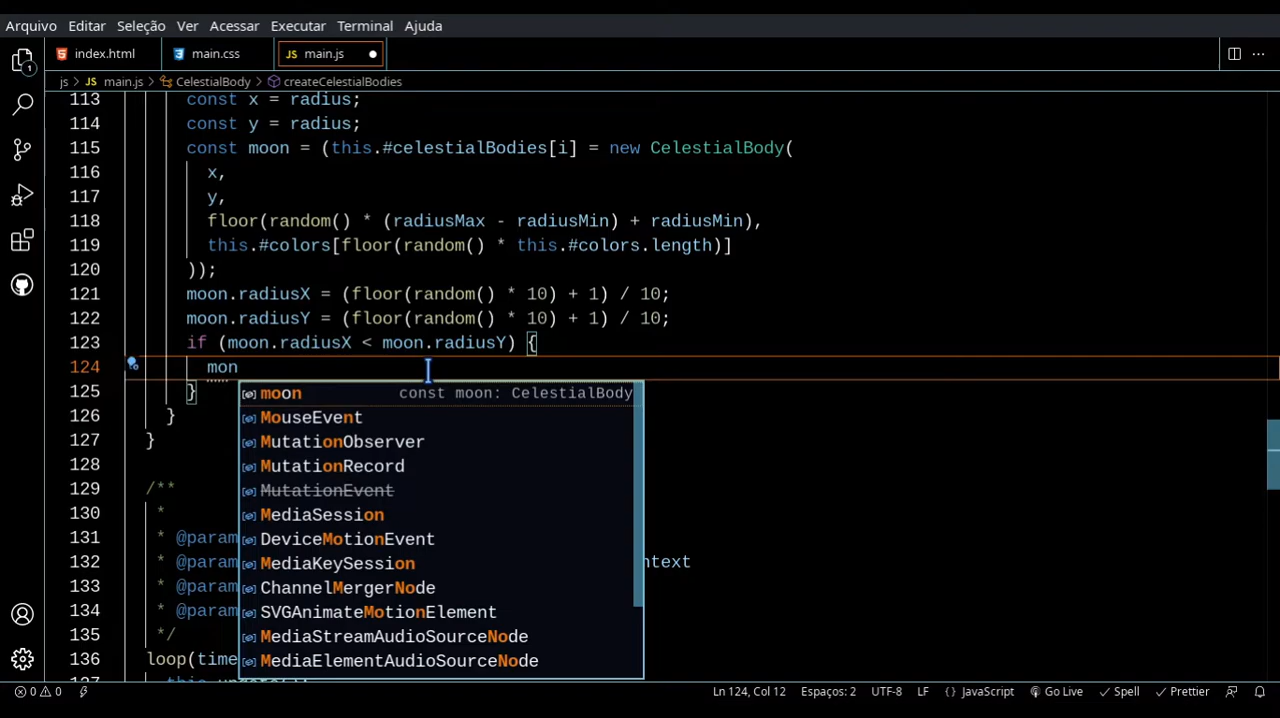 Arquivo Editar Seleção Ver Acessar Executar Terminal Ajuda
index.html main.css JS main.js
js > JS main.js > CelestialBody > createCelestialBodies
113 const x = radius;
114 const y = radius;
115 const moon = (this.#celestialBodies[i] = new CelestialBody(
116 x,
117 y,
118 floor(random() * (radiusMax - radiusMin) + radiusMin),
119 this.#colors[floor(random() * this.#colors.length)]
120 ));
121 moon.radiusX = (floor(random() * 10) + 1) / 10;
122 moon.radiusY = (floor(random() * 10) + 1) / 10;
123 if (moon.radiusX < moon.radiusY) {
124 mon
125 }
126 }
127 }
128
129 /**
130 *
131 * @param
132 * @param ntext
133 * @param
134 * @param
135 */
136 loop(time
moon const moon: CelestialBody
MouseEvent
MutationObserver
MutationRecord
MutationEvent
MediaSession
DeviceMotionEvent
MediaKeySession
ChannelMergerNode
SVGAnimateMotionElement
MediaStreamAudioSourceNode
MediaElementAudioSourceNode
1
0 0 Ln 124, Col 12 Espaços: 2 UTF-8 LF {} JavaScript Go Live Spell Prettier